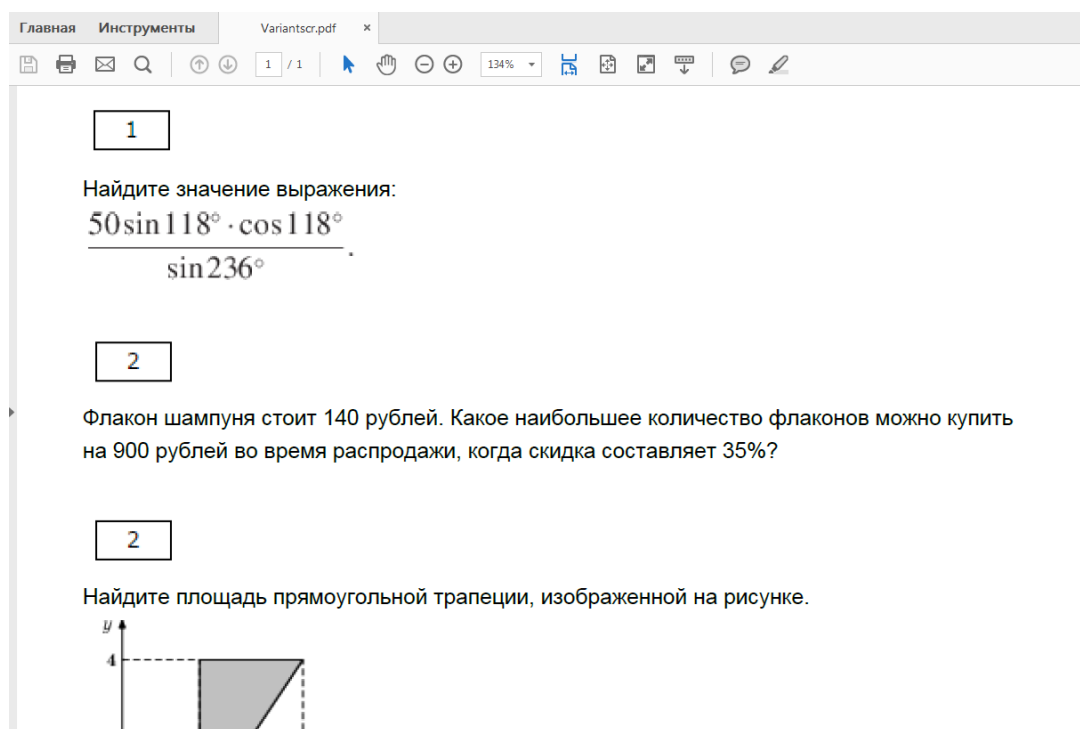 Главная Инструменты Variantscr.pdf ×
1 / 1 134%
1
Найдите значение выражения:
50sin118° · cos118°
sin236° .
2
Флакон шампуня стоит 140 рублей. Какое наибольшее количество флаконов можно купить
на 900 рублей во время распродажи, когда скидка составляет 35%?
2
Найдите площадь прямоугольной трапеции, изображенной на рисунке.
y
4